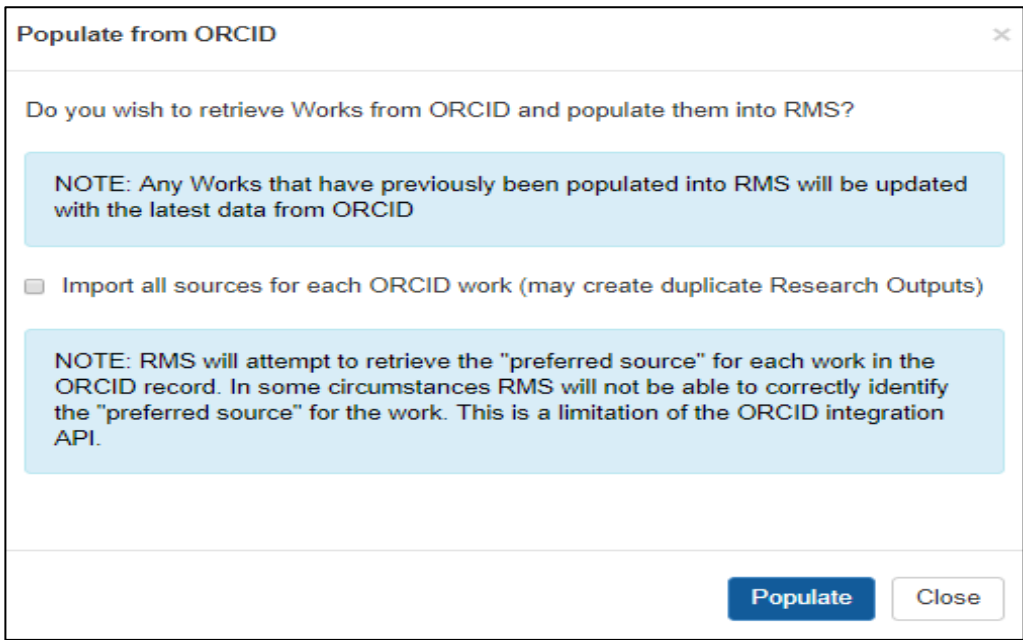 Populate from ORCID
×
Do you wish to retrieve Works from ORCID and populate them into RMS?
NOTE: Any Works that have previously been populated into RMS will be updated
with the latest data from ORCID
Import all sources for each ORCID work (may create duplicate Research Outputs)
NOTE: RMS will attempt to retrieve the "preferred source" for each work in the
ORCID record. In some circumstances RMS will not be able to correctly identify
the "preferred source" for the work. This is a limitation of the ORCID integration
API.
Populate
Close